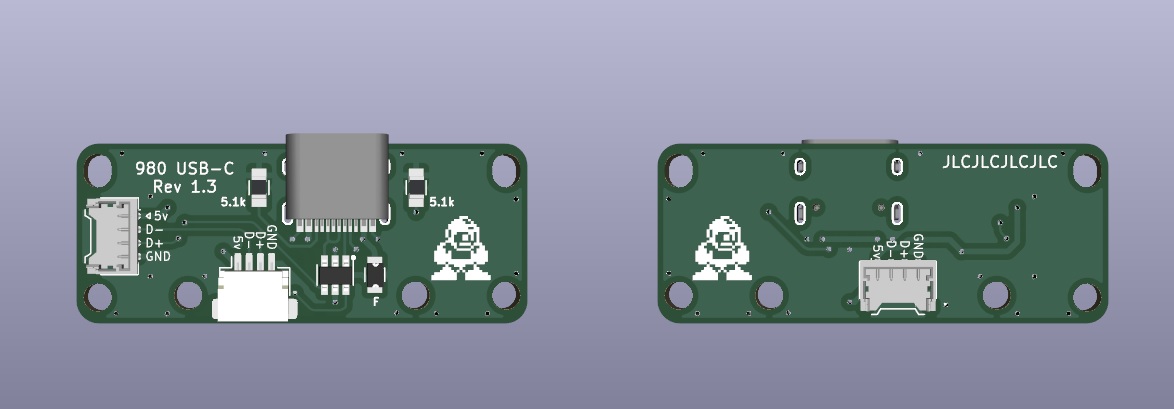 980 USB-C
Rev 1.3
5.1k
5.1k
5v
D-
D+
GND
5v
D-
D+
GND
F
JLCJLCJLCJLC
5v
D-
D+
GND